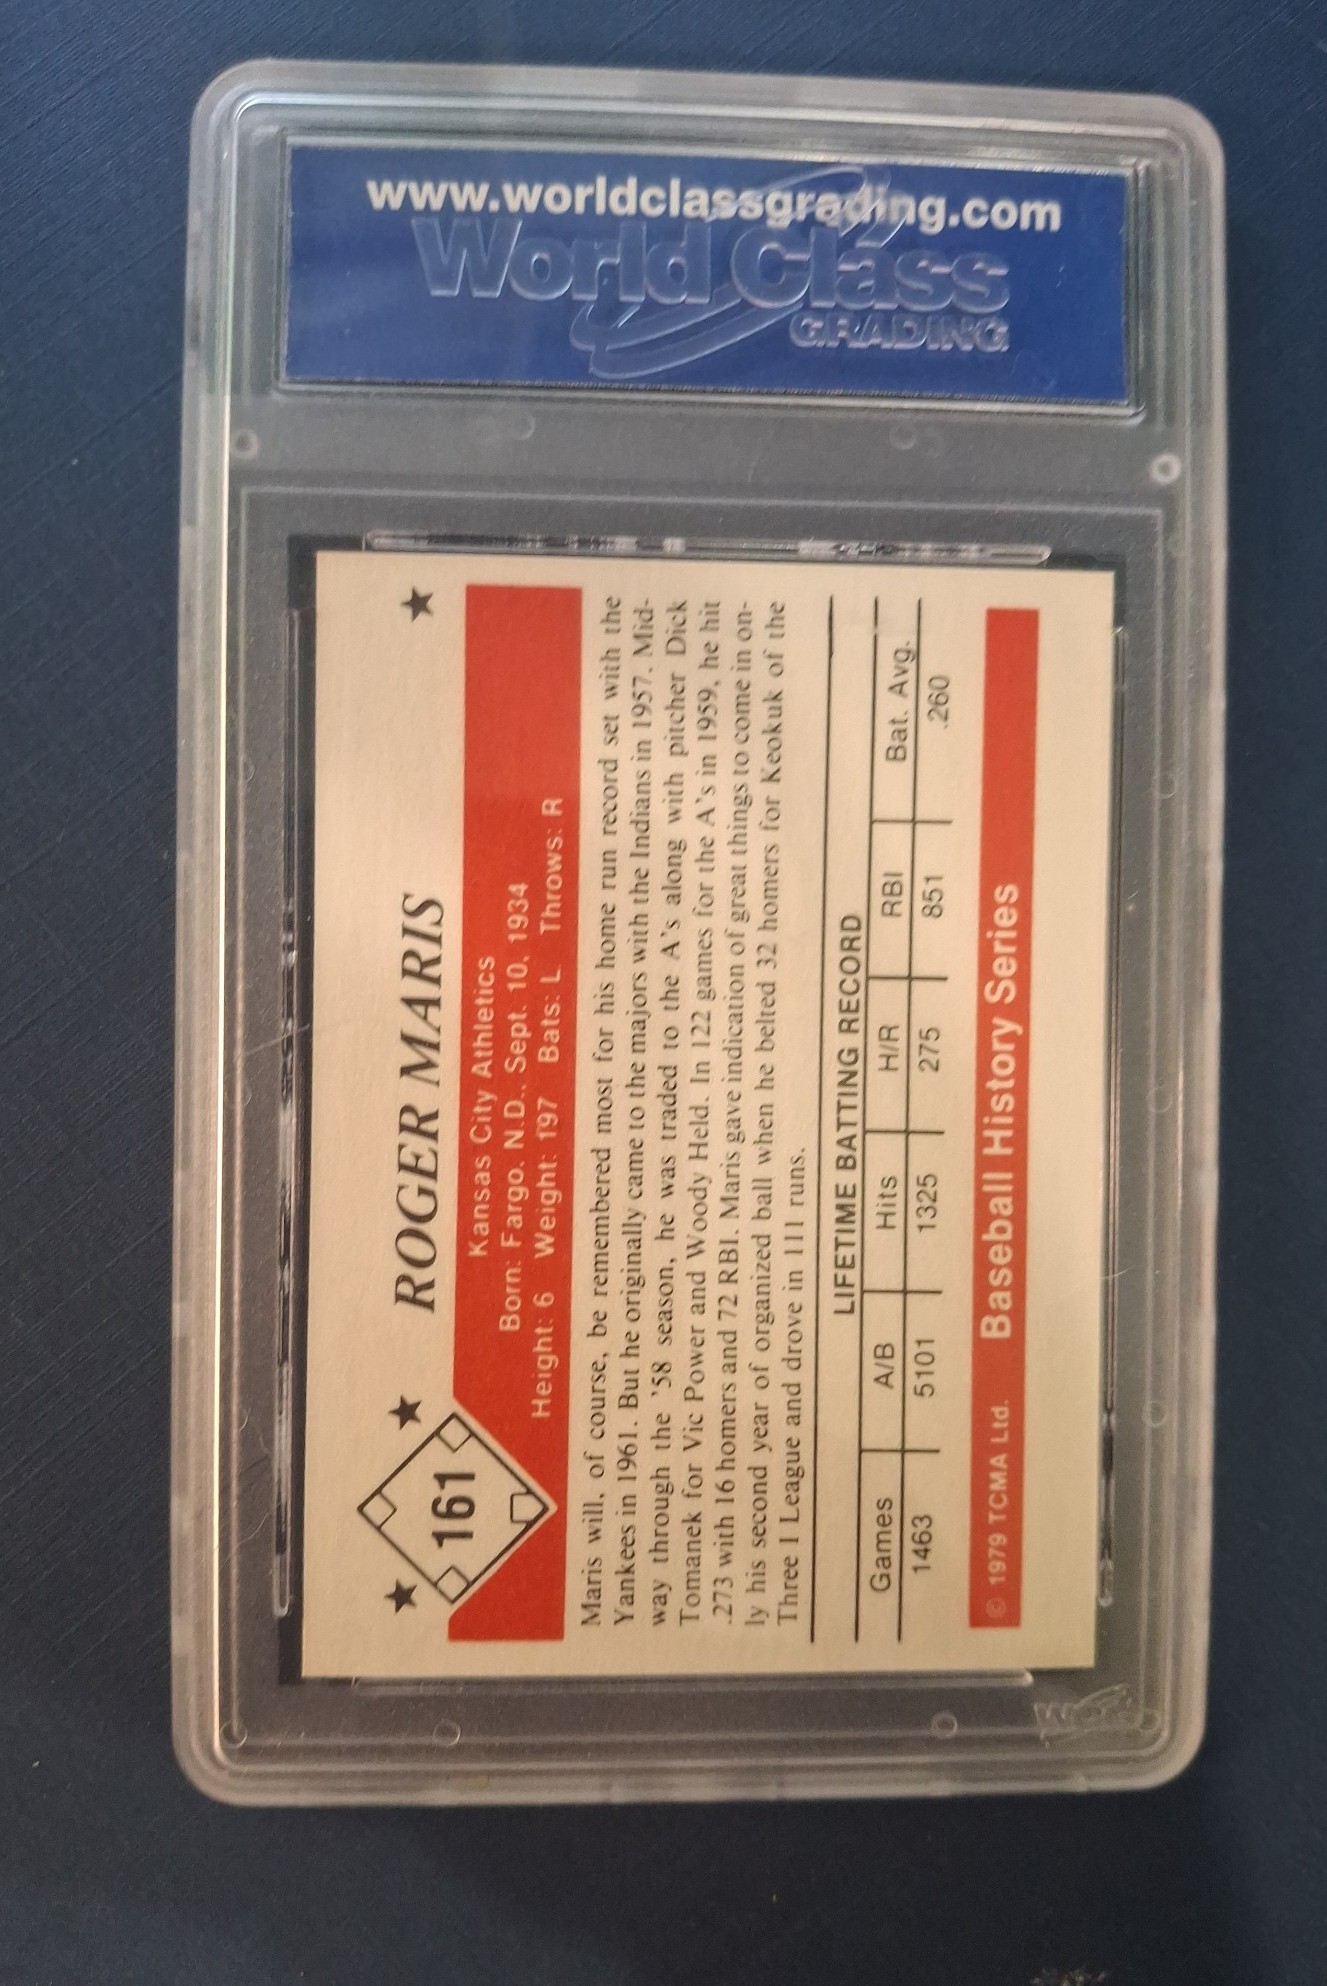 www.worldclassgrading.com
World Class
GRADING
161
ROGER MARIS
Kansas City Athletics
Born: Fargo. N.D.. Sept. 10, 1934
Height: 6 Weight: 197 Bats: L Throws: R
Maris will, of course, be remembered most for his home run record set with the
Yankees in 1961. But he originally came to the majors with the Indians in 1957. Mid-
way through the '58 season, he was traded to the A's along with pitcher Dick
Tomanek for Vic Power and Woody Held. In 122 games for the A's in 1959, he hit
.273 with 16 homers and 72 RBI. Maris gave indication of great things to come in on-
ly his second year of organized ball when he belted 32 homers for Keokuk of the
Three I League and drove in 111 runs.
LIFETIME BATTING RECORD
Games A/B Hits H/R RBI Bat. Avg.
1463 5101 1325 275 851 .260
© 1979 TCMA Ltd. Baseball History Series
WCG